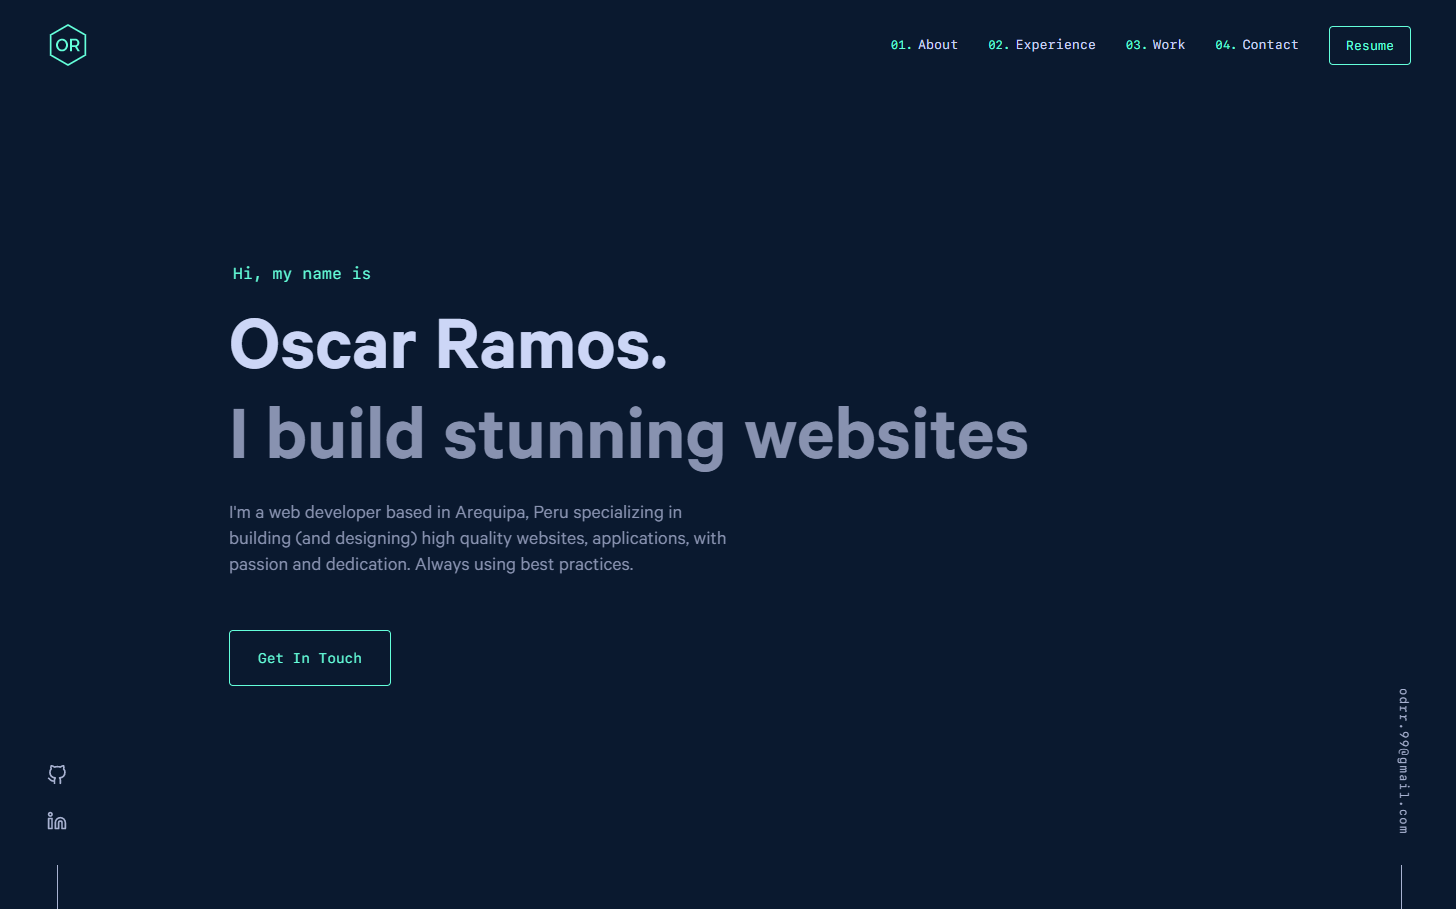 OR
01. About 02. Experience 03. Work 04. Contact Resume
Hi, my name is
Oscar Ramos.
I build stunning websites
I'm a web developer based in Arequipa, Peru specializing in
building (and designing) high quality websites, applications, with
passion and dedication. Always using best practices.
Get In Touch
odrr.99@gmail.com